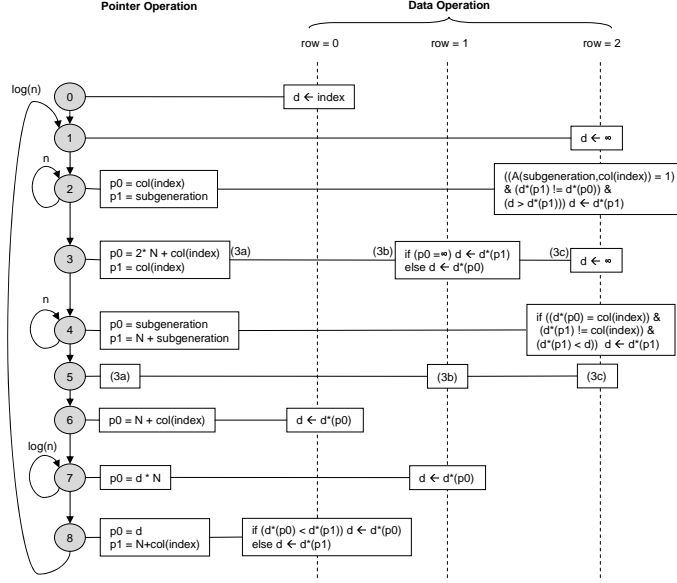 Pointer Operation
Data Operation
row = 0
row = 1
row = 2
log(n)
0
d ← index
1
d ← ∞
n
2
p0 = col(index)
p1 = subgeneration
((A(subgeneration,col(index)) = 1)
& (d*(p1) != d*(p0)) &
(d > d*(p1))) d ← d*(p1)
3
p0 = 2* N + col(index)
p1 = col(index)
(3a)
(3b)
if (p0 =∞) d ← d*(p1)
else d ← d*(p0)
(3c)
d ← ∞
n
4
p0 = subgeneration
p1 = N + subgeneration
if ((d*(p0) = col(index)) &
(d*(p1) != col(index)) &
(d*(p1) < d)) d ← d*(p1)
5
(3a)
(3b)
(3c)
6
p0 = N + col(index)
d ← d*(p0)
log(n)
7
p0 = d * N
d ← d*(p0)
8
p0 = d
p1 = N+col(index)
if (d*(p0) < d*(p1)) d ← d*(p0)
else d ← d*(p1)